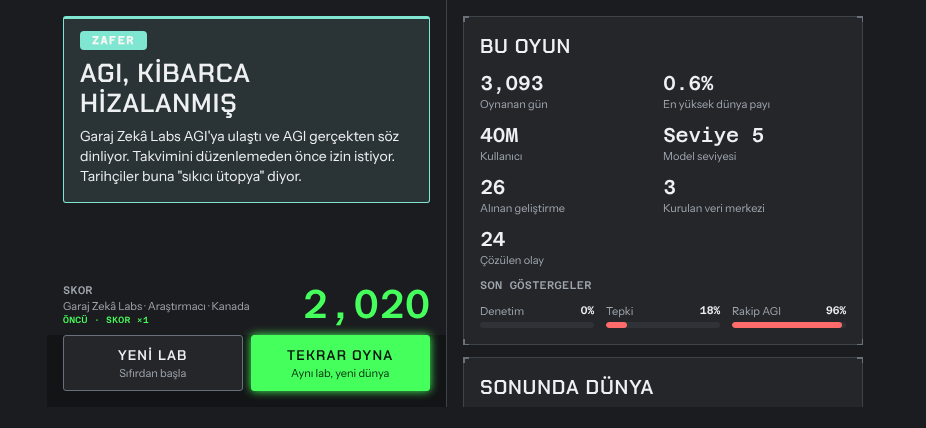 ZAFER
AGI, KİBARCA
HİZALANMIŞ
Garaj Zekâ Labs AGI'ya ulaştı ve AGI gerçekten söz
dinliyor. Takvimini düzenlemeden önce izin istiyor.
Tarihçiler buna "sıkıcı ütopya" diyor.
SKOR
Garaj Zekâ Labs · Araştırmacı · Kanada
ÖNCÜ · SKOR ×1
2,020
YENİ LAB
Sıfırdan başla
TEKRAR OYNA
Aynı lab, yeni dünya
BU OYUN
3,093
Oynanan gün
0.6%
En yüksek dünya payı
40M
Kullanıcı
Seviye 5
Model seviyesi
26
Alınan geliştirme
3
Kurulan veri merkezi
24
Çözülen olay
SON GÖSTERGELER
Denetim 0%
Tepki 18%
Rakip AGI 96%
SONUNDA DÜNYA